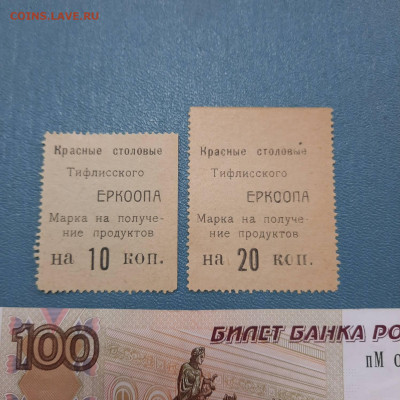 COINS.LAVE.RU
Красные столовые
Тифлисского
ЕРКООПА
Марка на получе-
ние продуктов
на 10 коп.
Красные столовые
Тифлисского
ЕРКООПА
Марка на получе-
ние продуктов
на 20 коп.
100
БИЛЕТ БАНКА РО
пМ